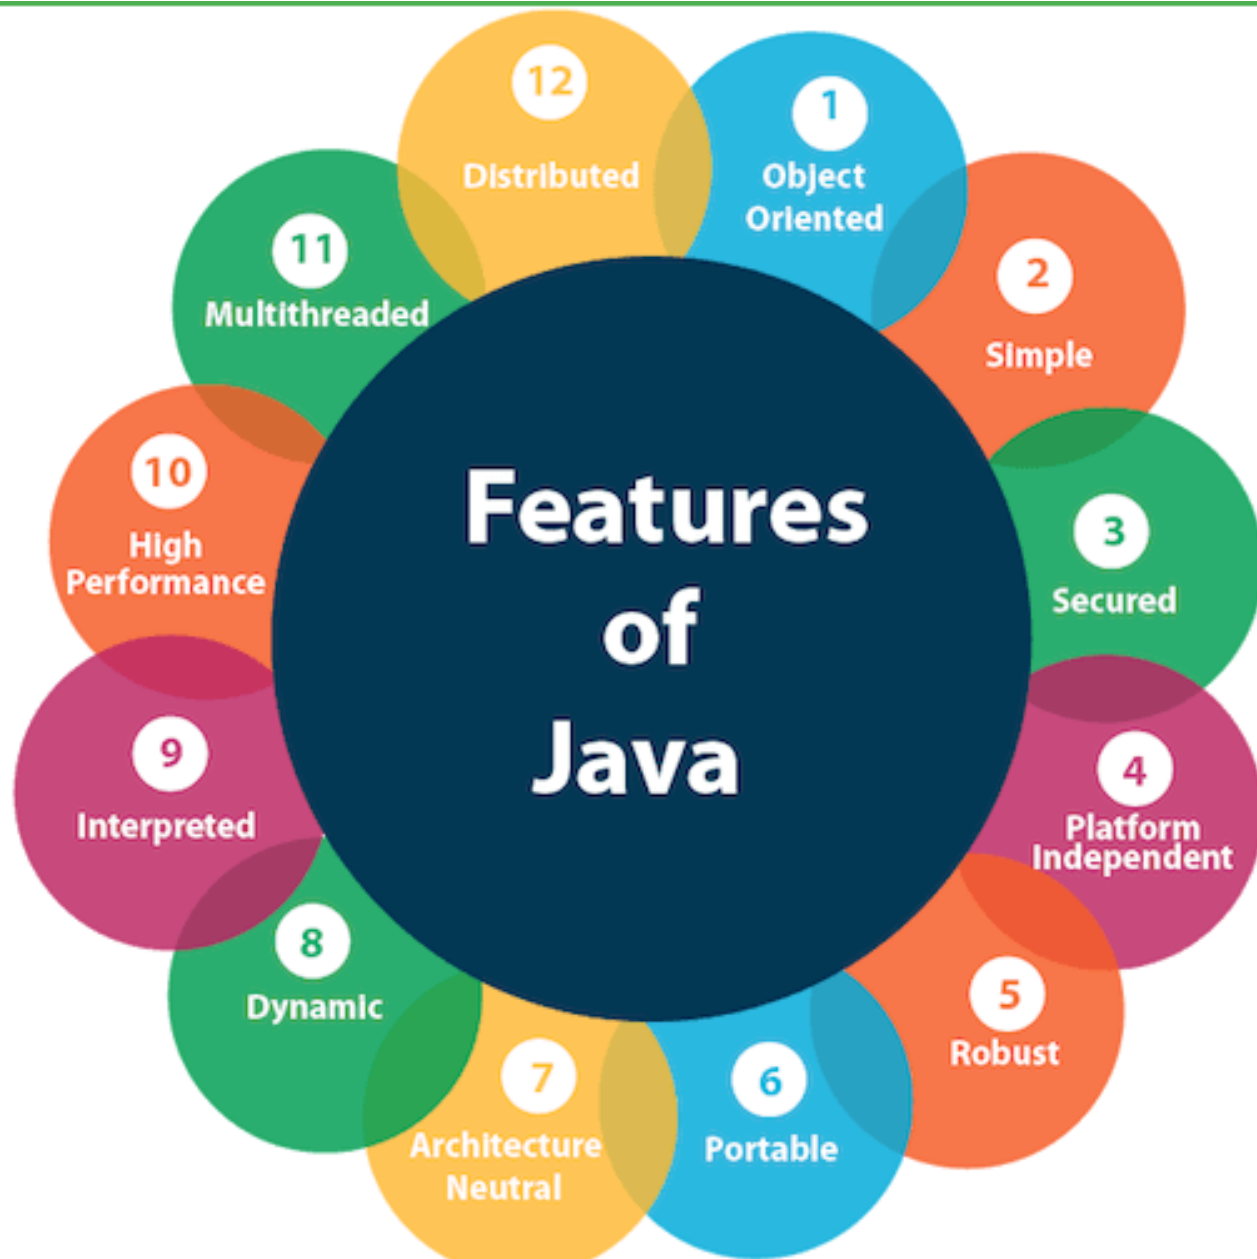 Features
of
Java
1
Object
Oriented
2
Simple
3
Secured
4
Platform
Independent
5
Robust
6
Portable
7
Architecture
Neutral
8
Dynamic
9
Interpreted
10
High
Performance
11
Multithreaded
12
Distributed